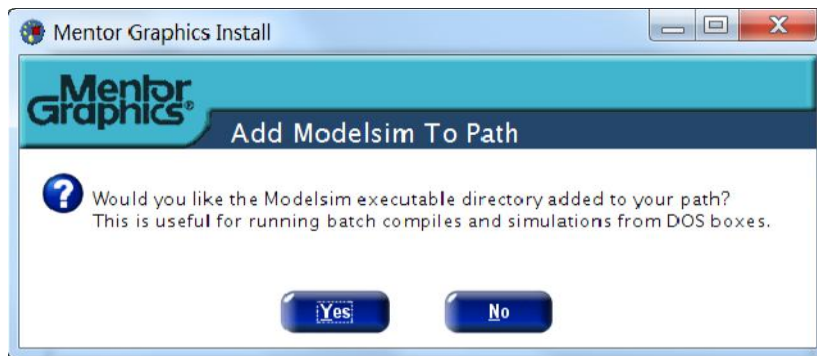 Mentor Graphics Install
Mentor
Graphics®
Add Modelsim To Path
Would you like the Modelsim executable directory added to your path?
This is useful for running batch compiles and simulations from DOS boxes.
Yes
No